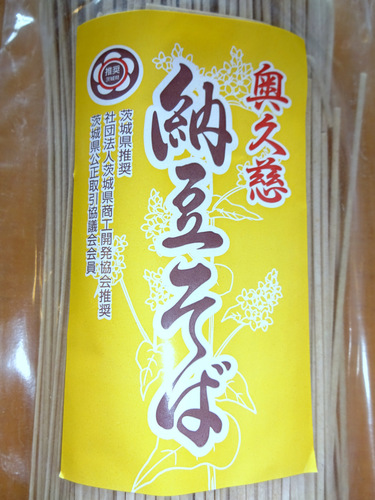 奥久慈
納豆そば
推奨
茨城県推奨
社団法人茨城県商工開発協会推奨
茨城県公正取引協議会会員